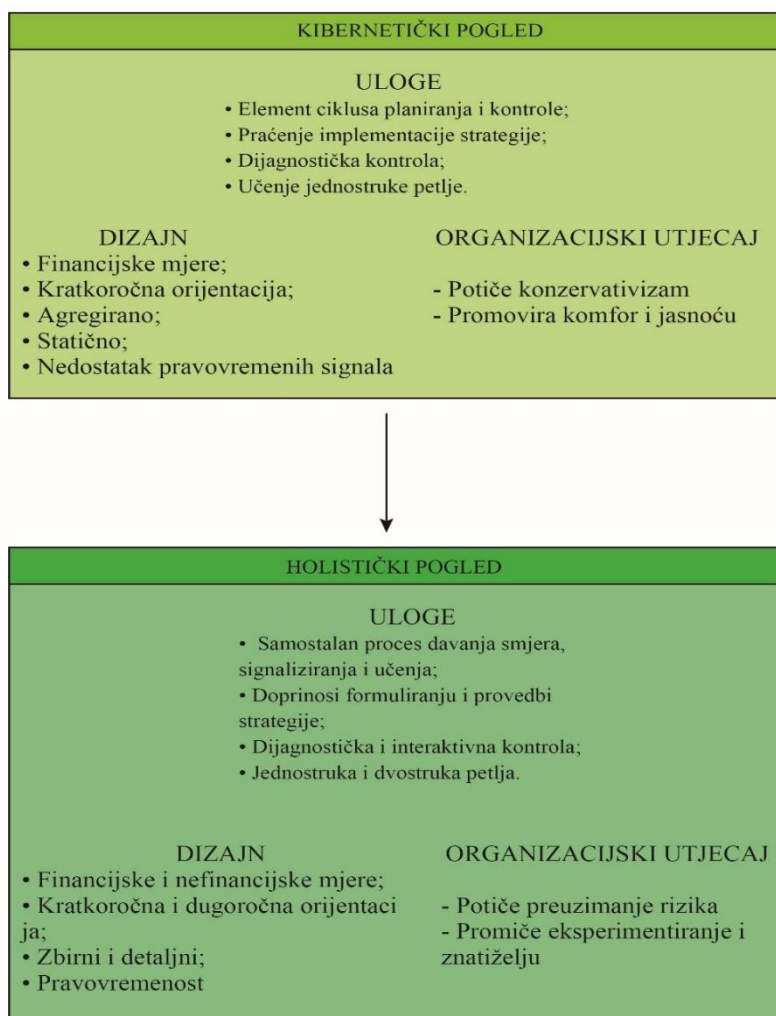 KIBERNETIČKI POGLED
ULOGE
• Element ciklusa planiranja i kontrole;
• Praćenje implementacije strategije;
• Dijagnostička kontrola;
• Učenje jednostruke petlje.
DIZAJN
• Financijske mjere;
• Kratkoročna orijentacija;
• Agregirano;
• Statično;
• Nedostatak pravovremenih signala
ORGANIZACIJSKI UTJECAJ
- Potiče konzervativizam
- Promovira komfor i jasnoću
HOLISTIČKI POGLED
ULOGE
• Samostalan proces davanja smjera,
signaliziranja i učenja;
• Doprinosi formuliranju i provedbi
strategije;
• Dijagnostička i interaktivna kontrola;
• Jednostruka i dvostruka petlja.
DIZAJN
• Financijske i nefinancijske mjere;
• Kratkoročna i dugoročna orijentaci
ja;
• Zbirni i detaljni;
• Pravovremenost
ORGANIZACIJSKI UTJECAJ
- Potiče preuzimanje rizika
- Promiče eksperimentiranje i
znatiželju